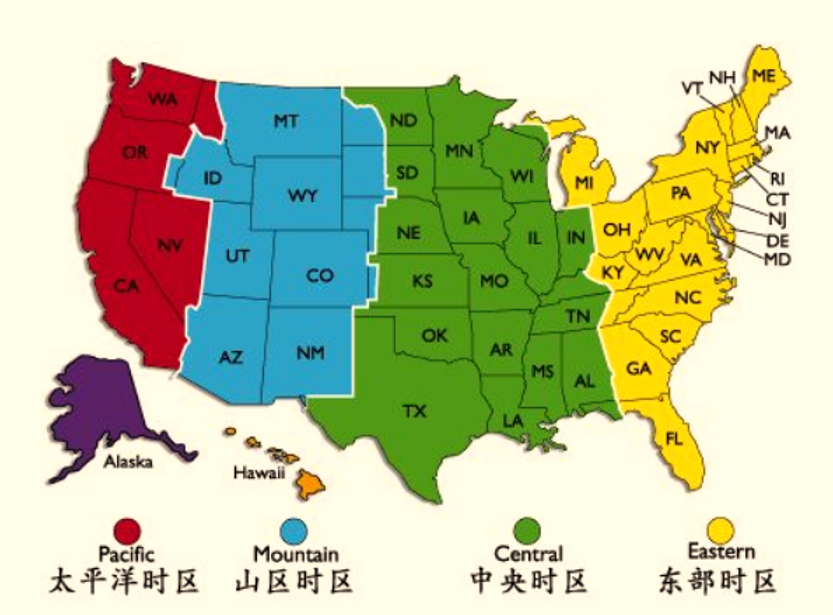 WA
OR
CA
NV
ID
MT
WY
UT
CO
AZ
NM
ND
SD
NE
KS
OK
TX
MN
IA
MO
AR
LA
WI
IL
IN
TN
MS
AL
MI
OH
KY
WV
VA
NC
SC
GA
FL
PA
NY
VT
NH
ME
MA
RI
CT
NJ
DE
MD
Alaska
Hawaii
Pacific
太平洋时区
Mountain
山区时区
Central
中央时区
Eastern
东部时区